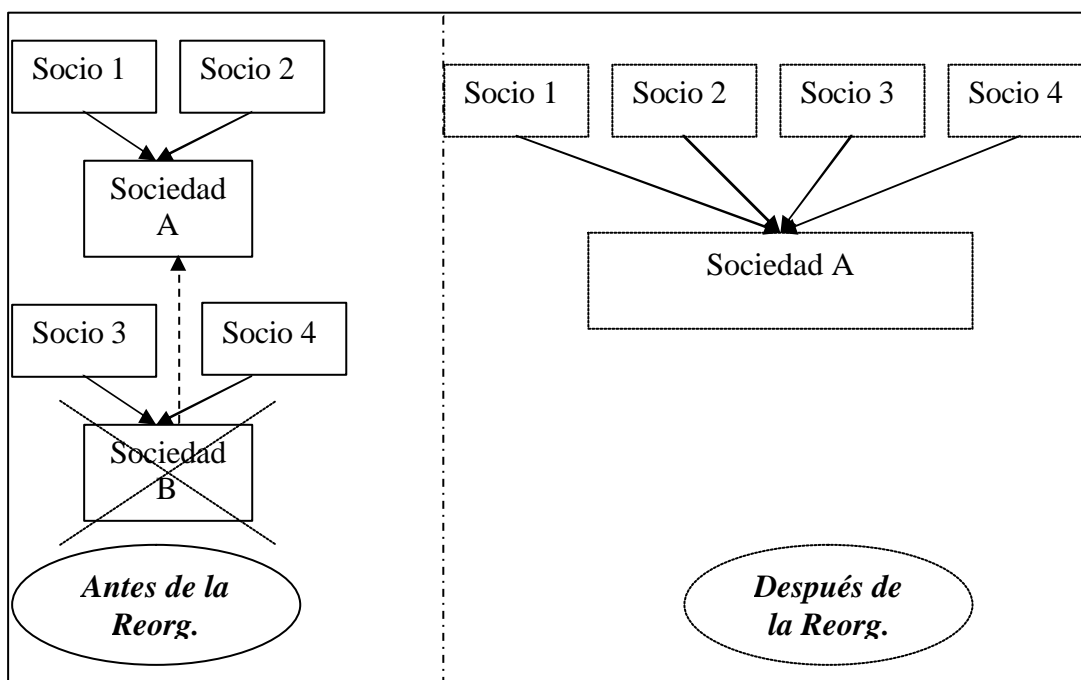 Socio 1
Socio 2
Sociedad
A
Socio 3
Socio 4
Sociedad
B
Antes de la
Reorg.
Socio 1
Socio 2
Socio 3
Socio 4
Sociedad A
Después de
la Reorg.